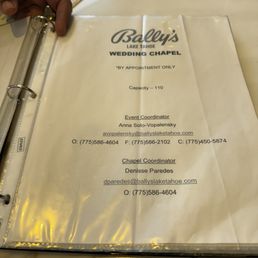 Bally's
LAKE TAHOE
WEDDING CHAPEL
*BY APPOINTMENT ONLY
Capacity – 110
Event Coordinator
Anna Soto-Vopalensky
avopalensky@ballyslaketahoe.com
O: (775)586-4604 F: (775)586-2102 C: (775)450-5874
Chapel Coordinator
Denisse Paredes
dparedes@ballyslaketahoe.com
O: (775)586-4604